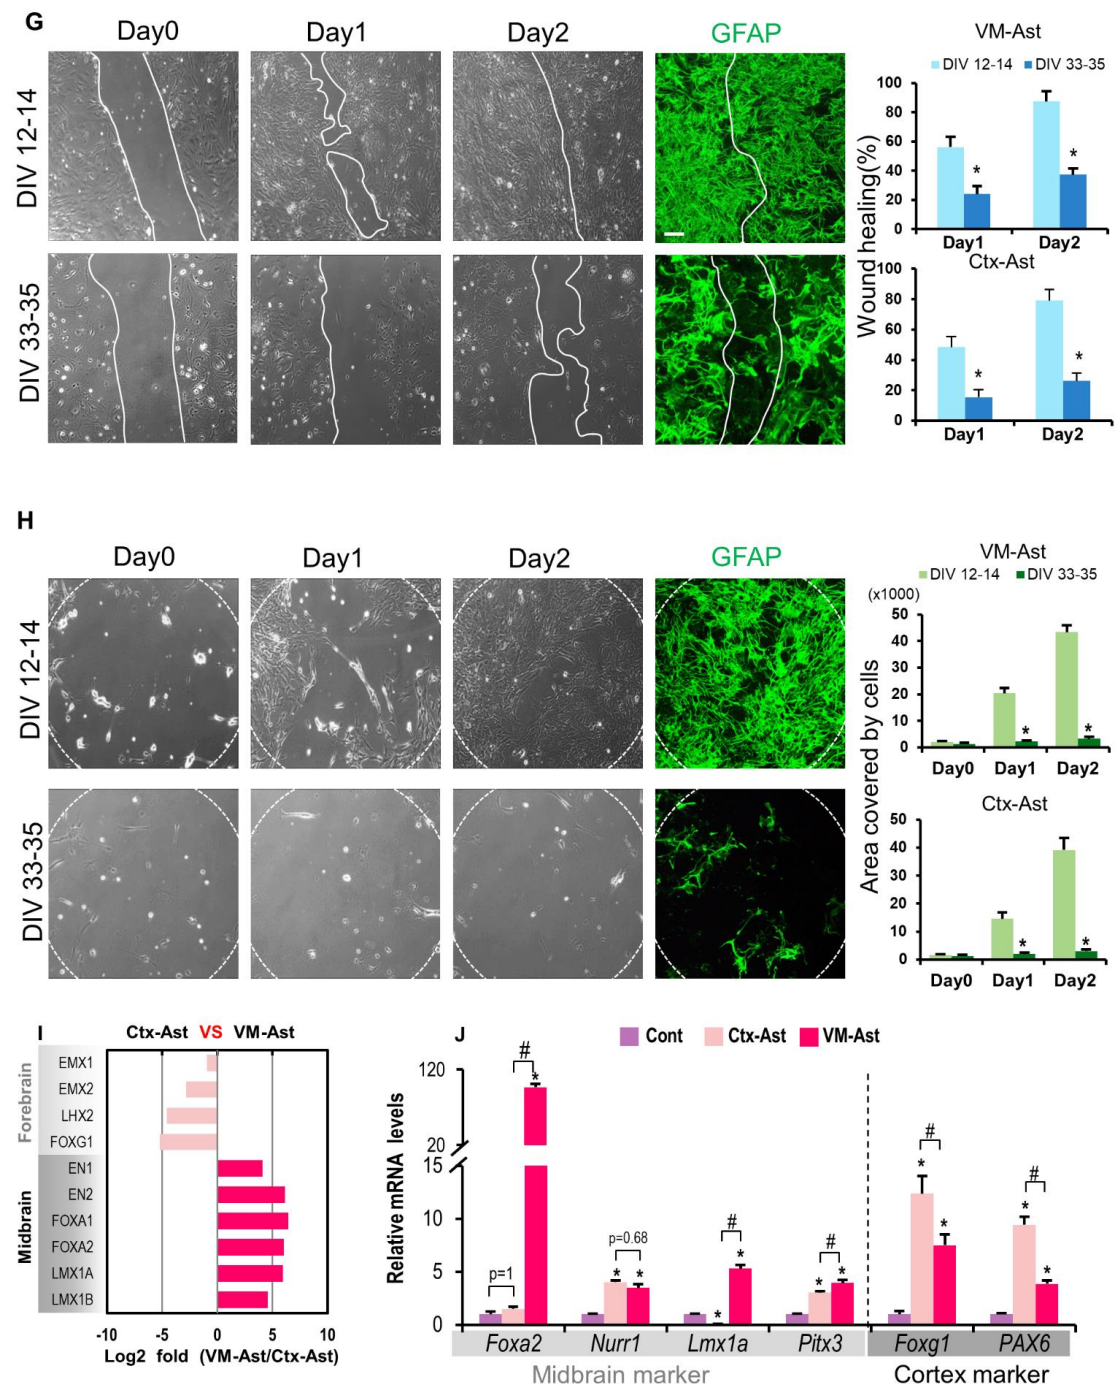 G
Day0 Day1 Day2 GFAP
DIV 12-14
DIV 33-35
VM-Ast
DIV 12-14 DIV 33-35
Wound healing(%)
100
80
60
40
20
0
Day1 Day2
Ctx-Ast
100
80
60
40
20
0
* *
* *
Day1 Day2
H
Day0 Day1 Day2 GFAP
DIV 12-14
DIV 33-35
VM-Ast
DIV 12-14 DIV 33-35
(x1000)
Area covered by cells
50
40
30
20
10
0
* *
Day0 Day1 Day2
Ctx-Ast
50
40
30
20
10
0
* *
Day0 Day1 Day2
I
Ctx-Ast VS VM-Ast
Forebrain
EMX1
EMX2
LHX2
FOXG1
Midbrain
EN1
EN2
FOXA1
FOXA2
LMX1A
LMX1B
-10 -5 0 5 10
Log2 fold (VM-Ast/Ctx-Ast)
J
Cont Ctx-Ast VM-Ast
Relative mRNA levels
120
20
15
10
5
0
p=1 # *
p=0.68 * *
* # *
# * *
# * *
# * *
Foxa2 Nurr1 Lmx1a Pitx3 Foxg1 PAX6
Midbrain marker Cortex marker